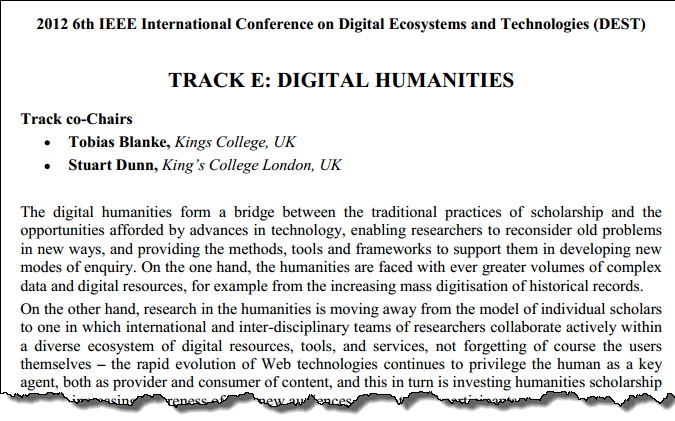 2012 6th IEEE International Conference on Digital Ecosystems and Technologies (DEST)
TRACK E: DIGITAL HUMANITIES
Track co-Chairs
• Tobias Blanke, Kings College, UK
• Stuart Dunn, King's College London, UK
The digital humanities form a bridge between the traditional practices of scholarship and the
opportunities afforded by advances in technology, enabling researchers to reconsider old problems
in new ways, and providing the methods, tools and frameworks to support them in developing new
modes of enquiry. On the one hand, the humanities are faced with ever greater volumes of complex
data and digital resources, for example from the increasing mass digitisation of historical records.
On the other hand, research in the humanities is moving away from the model of individual scholars
to one in which international and inter-disciplinary teams of researchers collaborate actively within
a diverse ecosystem of digital resources, tools, and services, not forgetting of course the users
themselves – the rapid evolution of Web technologies continues to privilege the human as a key
agent, both as provider and consumer of content, and this in turn is investing humanities scholarship